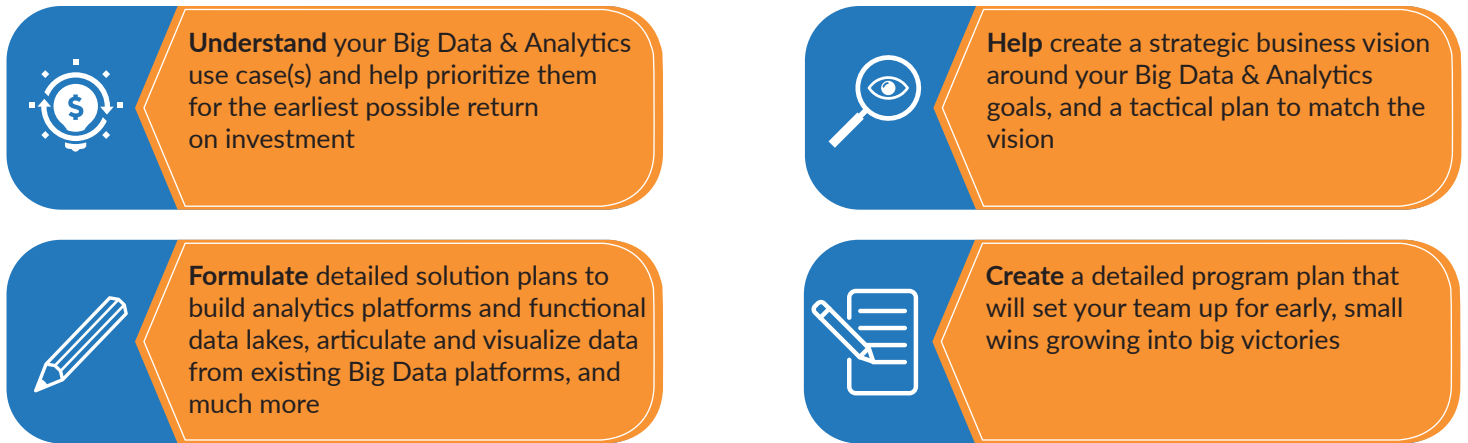 $
Understand your Big Data & Analytics
use case(s) and help prioritize them
for the earliest possible return
on investment
Help create a strategic business vision
around your Big Data & Analytics
goals, and a tactical plan to match the
vision
Formulate detailed solution plans to
build analytics platforms and functional
data lakes, articulate and visualize data
from existing Big Data platforms, and
much more
Create a detailed program plan that
will set your team up for early, small
wins growing into big victories